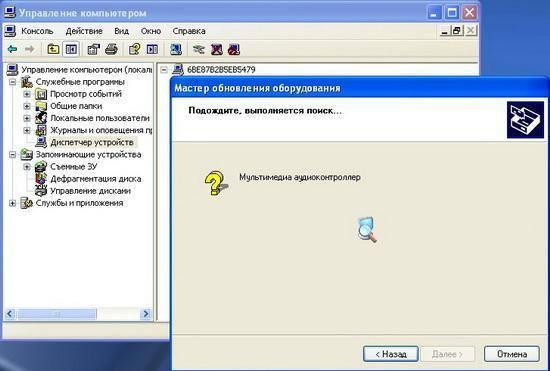 Управление компьютером
Консоль Действие Вид Окно Справка
Управление компьютером (локал
Служебные программы
Просмотр событий
Общие папки
Локальные пользователи
Журналы и оповещения пр
Диспетчер устройств
Запоминающие устройства
Съемные ЗУ
Дефрагментация диска
Управление дисками
Службы и приложения
6BE87B2B5EB5479
Мастер обновления оборудования
Подождите, выполняется поиск...
Мультимедиа аудиоконтроллер
< Назад
Далее >
Отмена